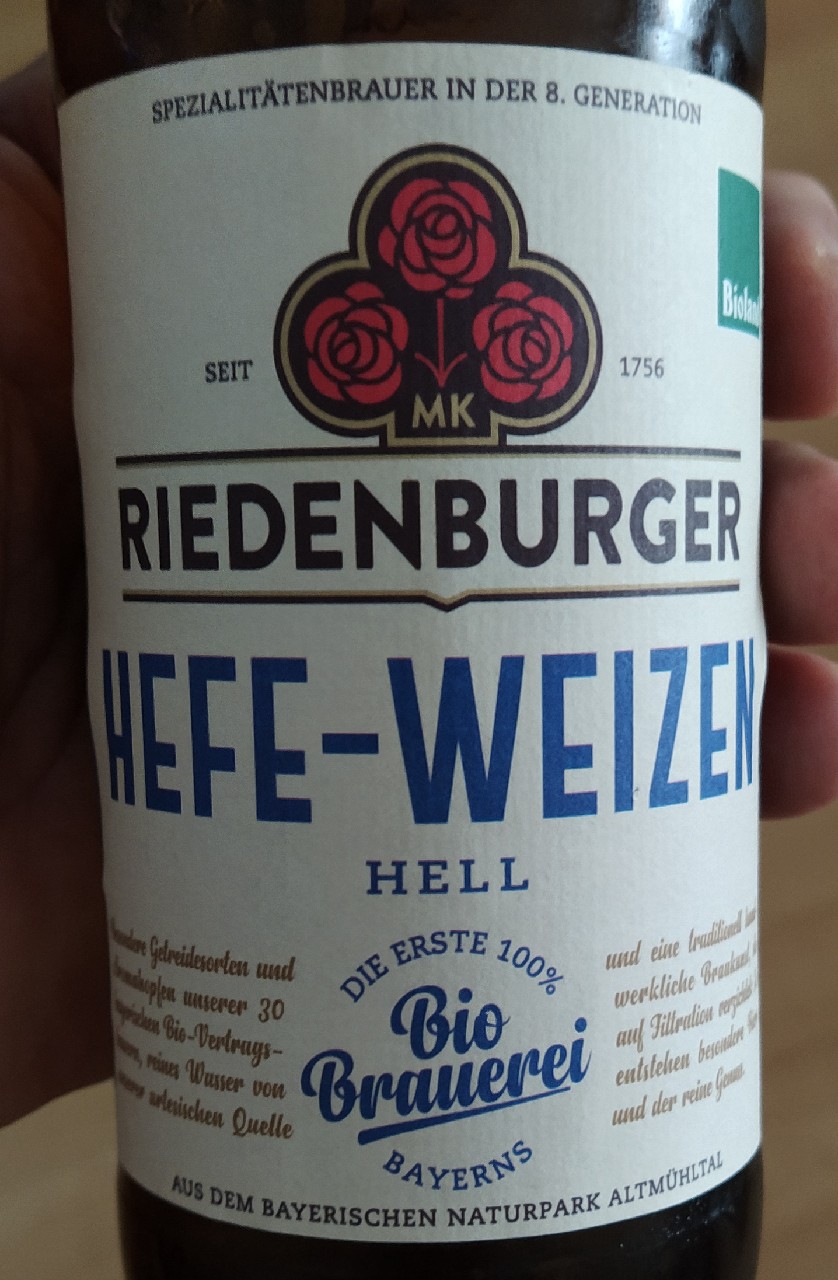 SPEZIALITÄTENBRAUER IN DER 8. GENERATION
Bioland
SEIT 1756
MK
RIEDENBURGER
HEFE-WEIZEN
HELL
Getreidesorten und
unserer 30
Bio-Vertrags-
reines Wasser von
artesischen Quelle
DIE ERSTE 100%
Bio
Brauerei
BAYERNS
und eine traditionell
werkliche Braukunst,
auf Filtration
entstehen besondere
und der reine Genuss.
AUS DEM BAYERISCHEN NATURPARK ALTMÜHLTAL